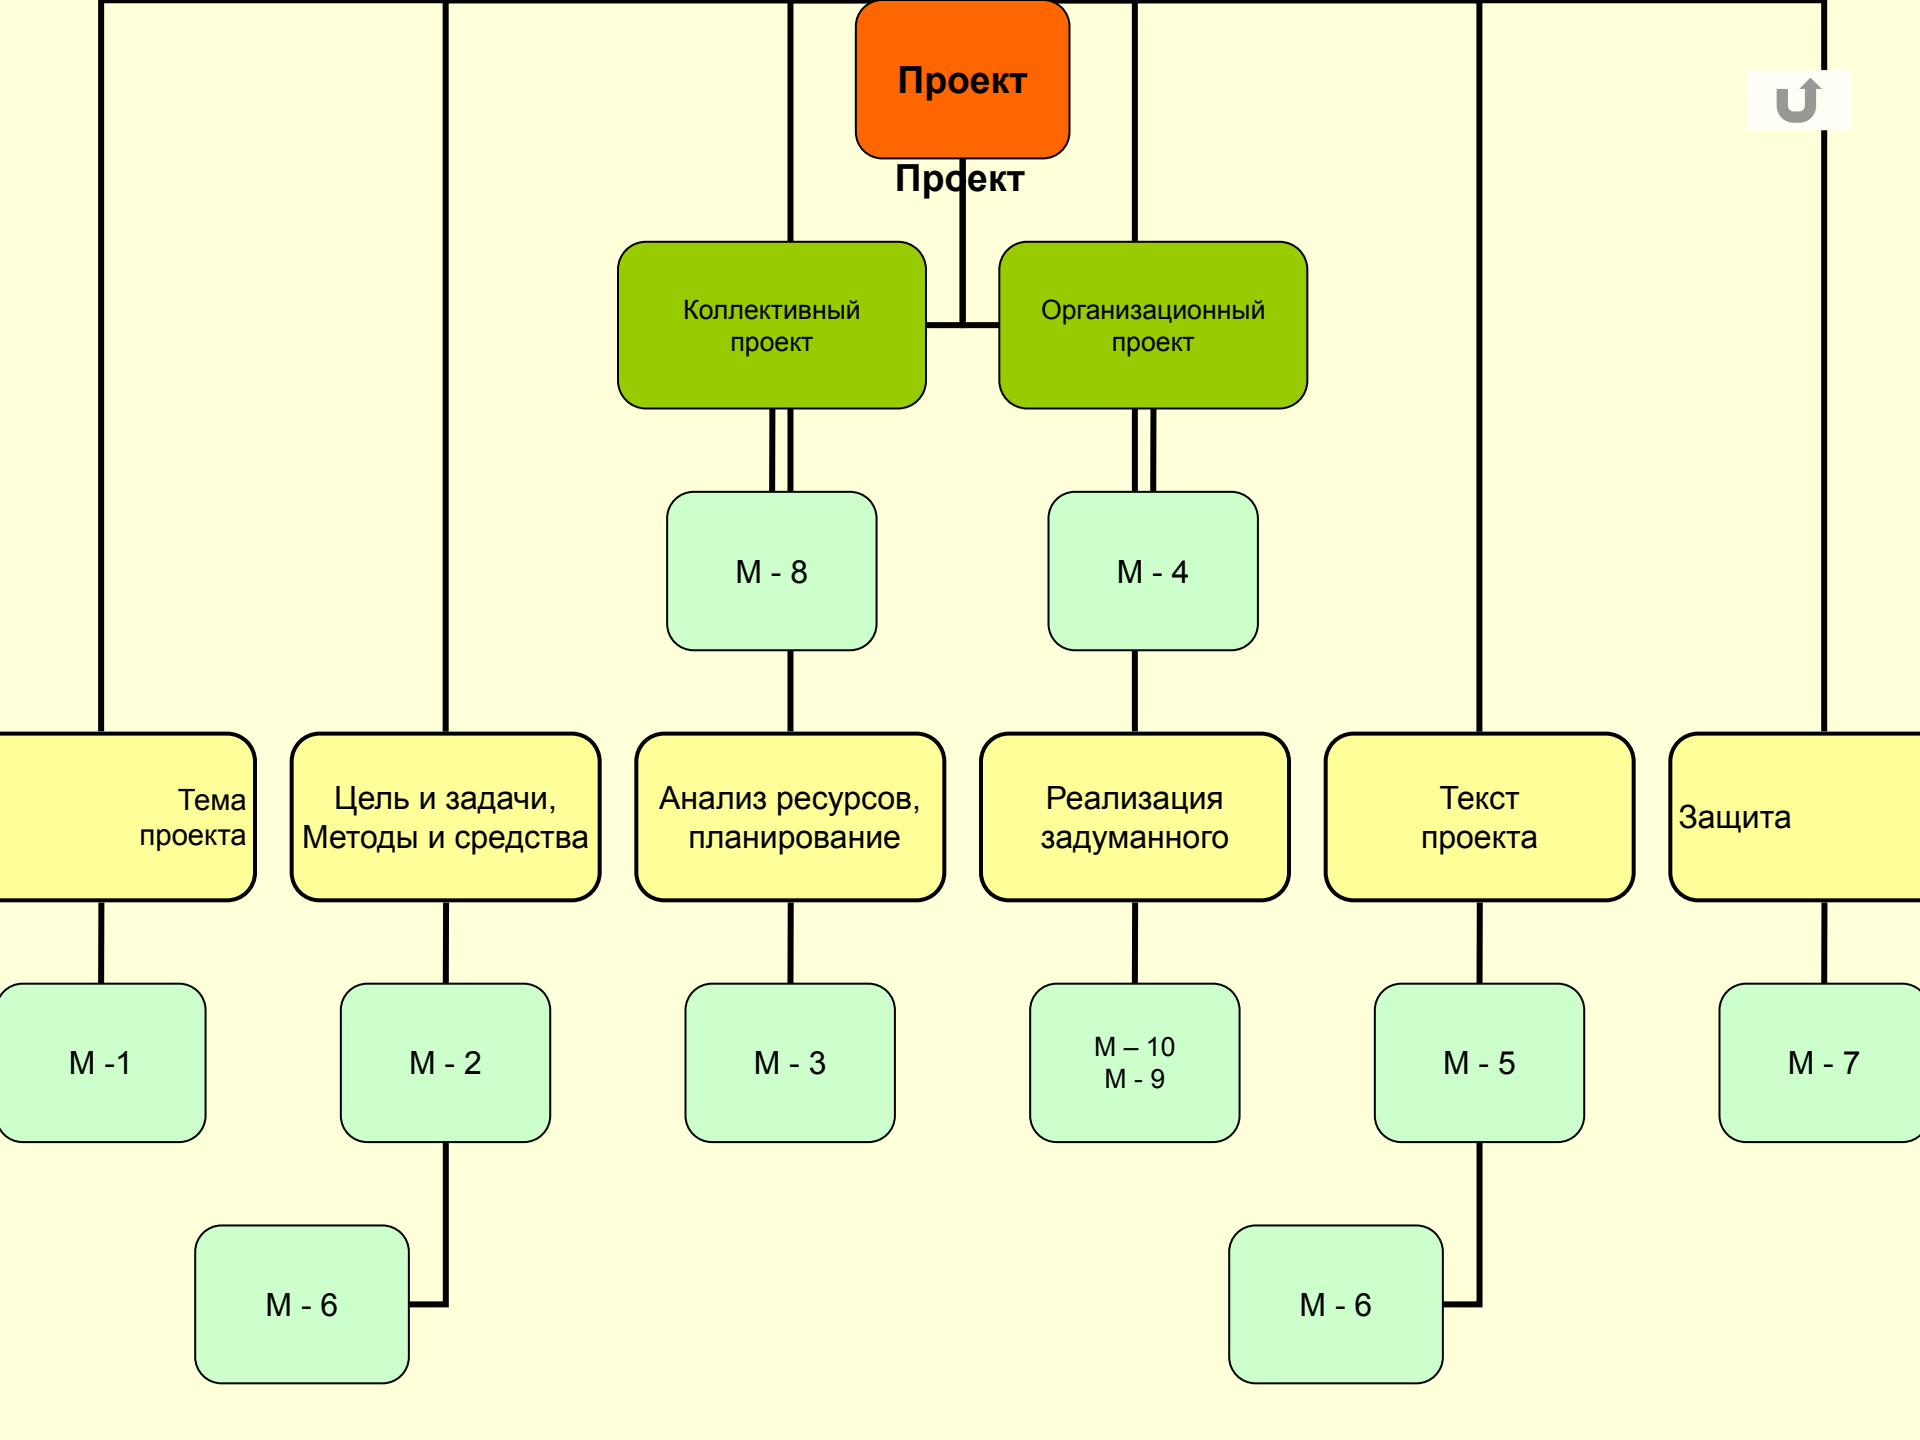 Проект
Проект
Коллективный
проект
Организационный
проект
М - 8
М - 4
Тема
проекта
Цель и задачи,
Методы и средства
Анализ ресурсов,
планирование
Реализация
задуманного
Текст
проекта
Защита
М -1
М - 2
М - 3
М – 10
М - 9
М - 5
М - 7
М - 6
М - 6